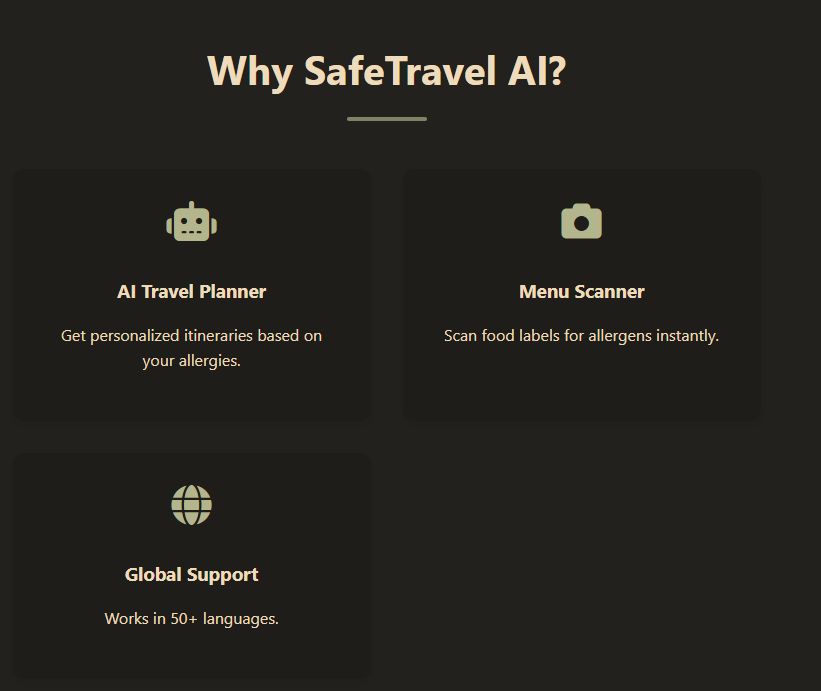 Why SafeTravel AI?
AI Travel Planner
Get personalized itineraries based on
your allergies.
Menu Scanner
Scan food labels for allergens instantly.
Global Support
Works in 50+ languages.